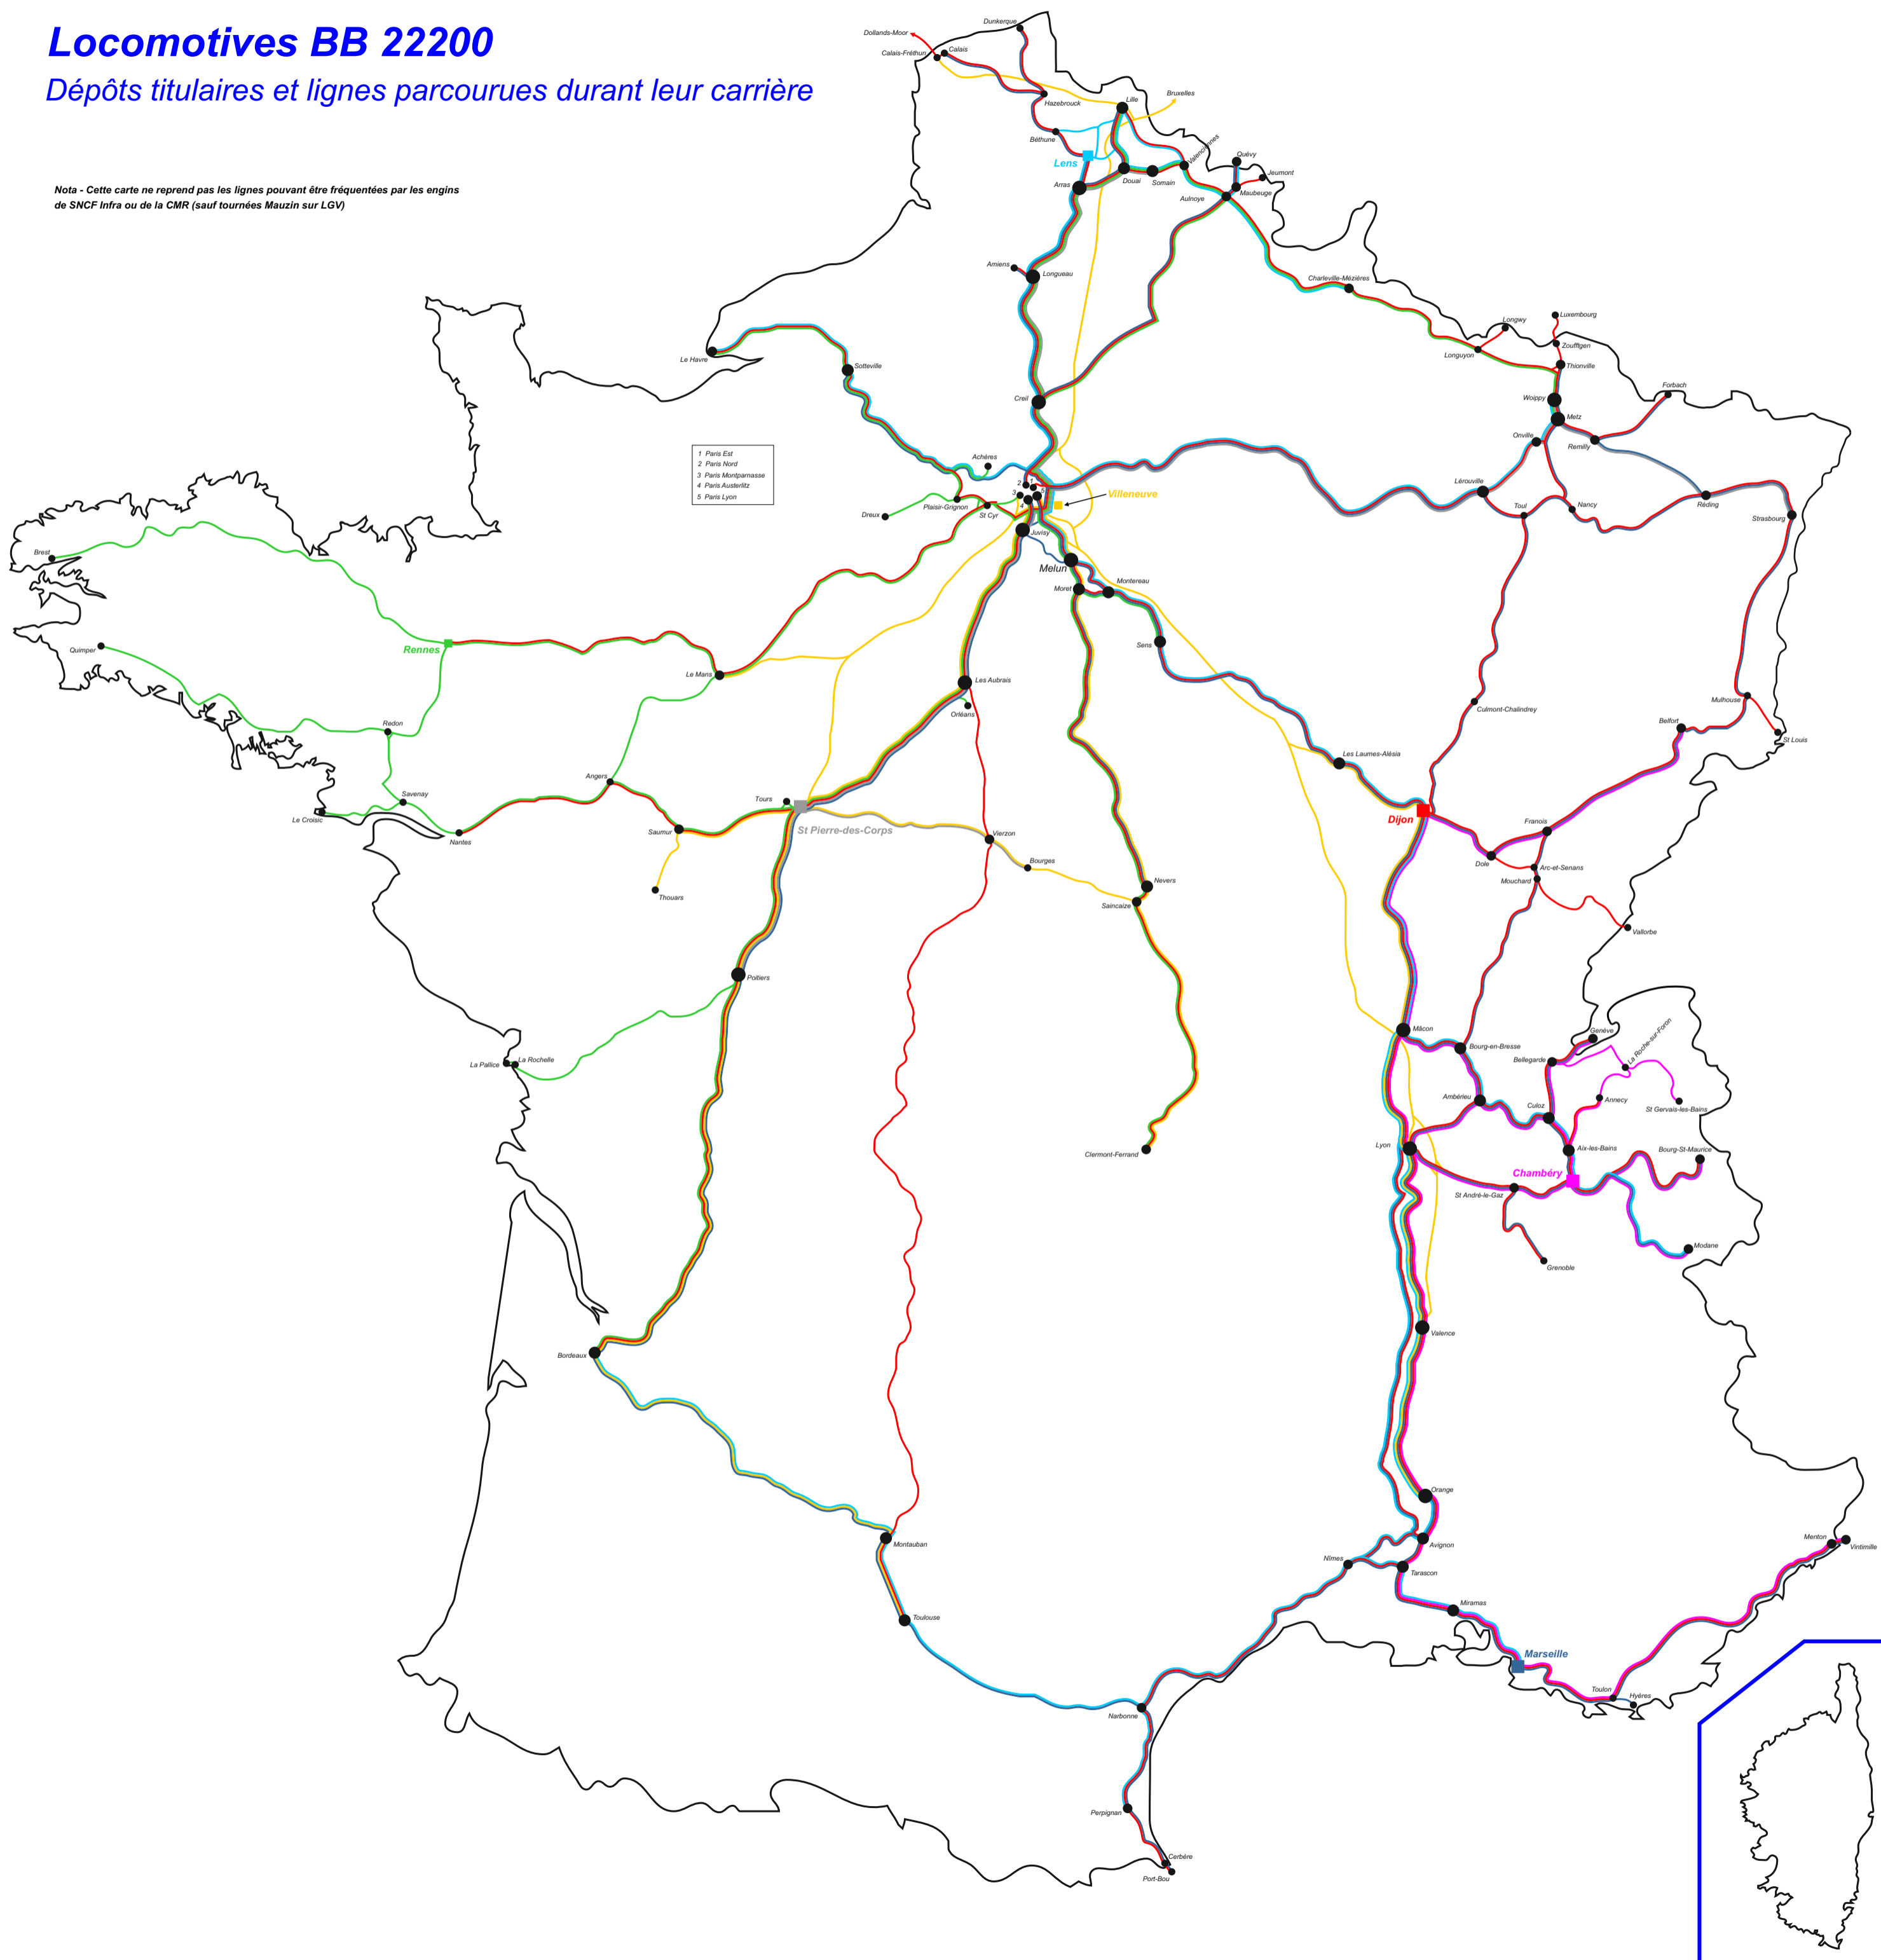 Locomotives BB 22200
Dépôts titulaires et lignes parcourues durant leur carrière
Nota - Cette carte ne reprend pas les lignes pouvant être fréquentées par les engins
de SNCF Infra ou de la CMR (sauf tournées Mauzin sur LGV)
Dunkerque
Dollands-Moor
Calais-Fréthun
Calais
Hazebrouck
Lille
Bruxelles
Béthune
Lens
Valenciennes
Quévy
Jeumont
Arras
Douai
Somain
Maubeuge
Aulnoye
Amiens
Longueau
Charleville-Mézières
Longwy
Luxembourg
Zoufftgen
Longuyon
Thionville
Le Havre
Sotteville
Forbach
Creil
Woippy
Metz
Onville
Remilly
1 Paris Est
2 Paris Nord
3 Paris Montparnasse
4 Paris Austerlitz
5 Paris Lyon
Achères
2
1
3
5
4
Villeneuve
Lérouville
Toul
Nancy
Réding
Strasbourg
Dreux
Plaisir-Grignon
St Cyr
Juvisy
Brest
Melun
Moret
Montereau
Quimper
Rennes
Le Mans
Les Aubrais
Sens
Orléans
Culmont-Chalindrey
Mulhouse
Belfort
St Louis
Redon
Les Laumes-Alésia
Angers
Savenay
Tours
Le Croisic
Nantes
Saumur
St Pierre-des-Corps
Vierzon
Dijon
Franois
Bourges
Dole
Arc-et-Senans
Mouchard
Thouars
Nevers
Saincaize
Vallorbe
Poitiers
Mâcon
Bourg-en-Bresse
Genève
La Roche-sur-Foron
Bellegarde
La Pallice
La Rochelle
Ambérieu
Culoz
Annecy
St Gervais-les-Bains
Lyon
Clermont-Ferrand
Aix-les-Bains
Bourg-St-Maurice
Chambéry
St André-le-Gaz
Modane
Grenoble
Valence
Bordeaux
Orange
Montauban
Avignon
Menton
Vintimille
Nîmes
Tarascon
Miramas
Toulouse
Marseille
Toulon
Hyères
Narbonne
Perpignan
Cerbère
Port-Bou